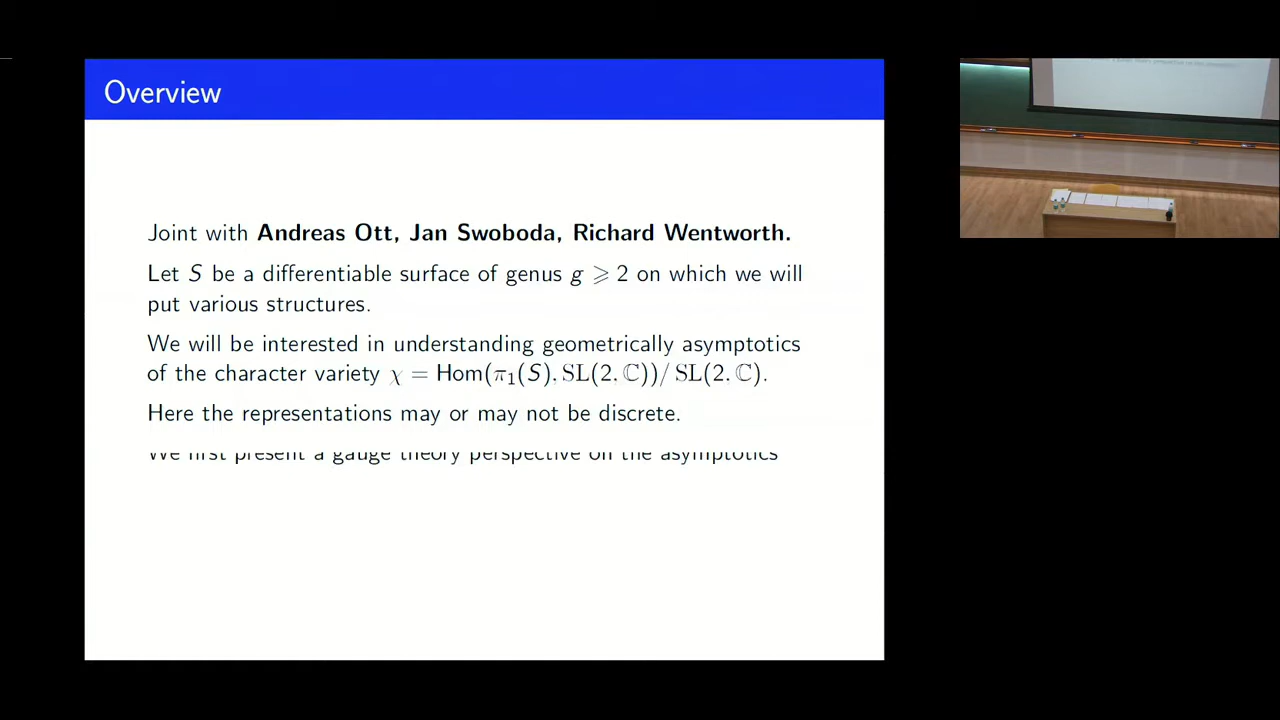 Overview
Joint with Andreas Ott, Jan Swoboda, Richard Wentworth.
Let S be a differentiable surface of genus g ⩾ 2 on which we will
put various structures.
We will be interested in understanding geometrically asymptotics
of the character variety χ = Hom(π₁(S), SL(2, ℂ))/ SL(2, ℂ).
Here the representations may or may not be discrete.
We first present a gauge theory perspective on the asymptotics